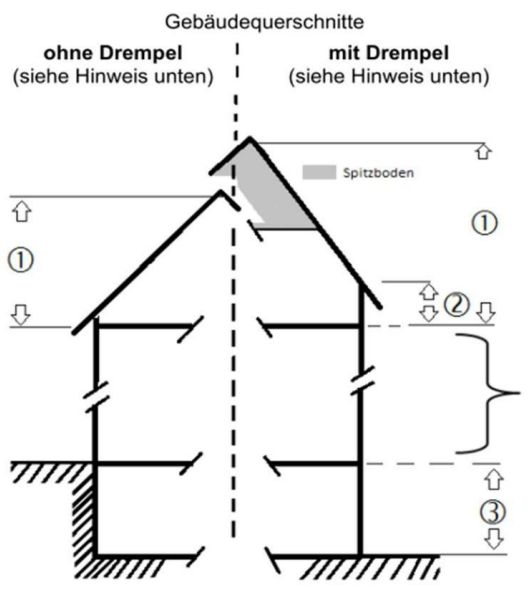 Gebäudequerschnitte
ohne Drempel
(siehe Hinweis unten)
mit Drempel
(siehe Hinweis unten)
Spitzboden
①
①
②
③